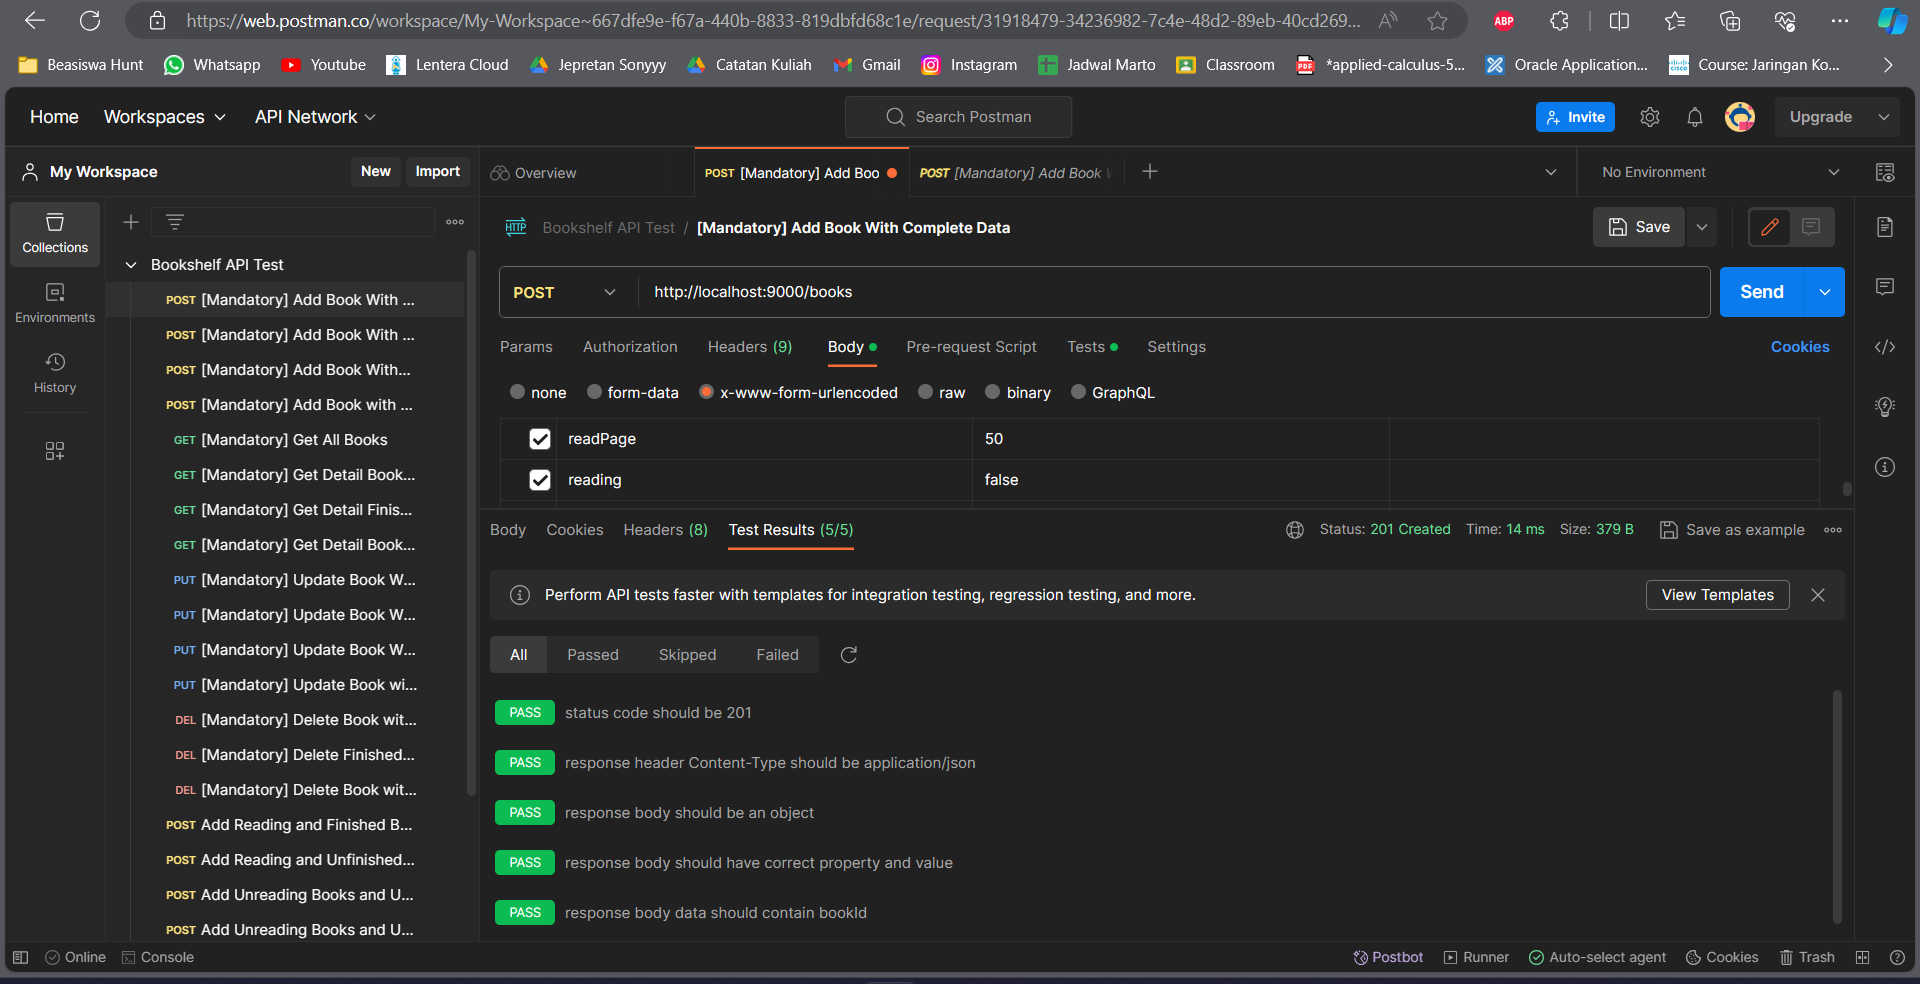 https://web.postman.co/workspace/My-Workspace~667dfe9e-f67a-440b-8833-819dbfd68c1e/request/31918479-34236982-7c4e-48d2-89eb-40cd269...
ABP
Beasiswa Hunt Whatsapp Youtube Lentera Cloud Jepretan Sonyyy Catatan Kuliah Gmail Instagram Jadwal Marto Classroom *applied-calculus-5... Oracle Application... Course: Jaringan Ko...
Home Workspaces API Network Search Postman Invite Upgrade
My Workspace New Import Overview POST [Mandatory] Add Boo POST [Mandatory] Add Book W No Environment
Collections
Environments
History
Bookshelf API Test
POST [Mandatory] Add Book With ...
POST [Mandatory] Add Book With ...
POST [Mandatory] Add Book With...
POST [Mandatory] Add Book with ...
GET [Mandatory] Get All Books
GET [Mandatory] Get Detail Book...
GET [Mandatory] Get Detail Finis...
GET [Mandatory] Get Detail Book...
PUT [Mandatory] Update Book W...
PUT [Mandatory] Update Book W...
PUT [Mandatory] Update Book W...
PUT [Mandatory] Update Book wi...
DEL [Mandatory] Delete Book wit...
DEL [Mandatory] Delete Finished...
DEL [Mandatory] Delete Book wit...
POST Add Reading and Finished B...
POST Add Reading and Unfinished...
POST Add Unreading Books and U...
POST Add Unreading Books and U...
HTTP Bookshelf API Test / [Mandatory] Add Book With Complete Data Save
POST http://localhost:9000/books Send
Params Authorization Headers (9) Body Pre-request Script Tests Settings Cookies
none form-data x-www-form-urlencoded raw binary GraphQL
readPage 50
reading false
Body Cookies Headers (8) Test Results (5/5) Status: 201 Created Time: 14 ms Size: 379 B Save as example
Perform API tests faster with templates for integration testing, regression testing, and more. View Templates
All Passed Skipped Failed
PASS status code should be 201
PASS response header Content-Type should be application/json
PASS response body should be an object
PASS response body should have correct property and value
PASS response body data should contain bookId
Online Console Postbot Runner Auto-select agent Cookies Trash